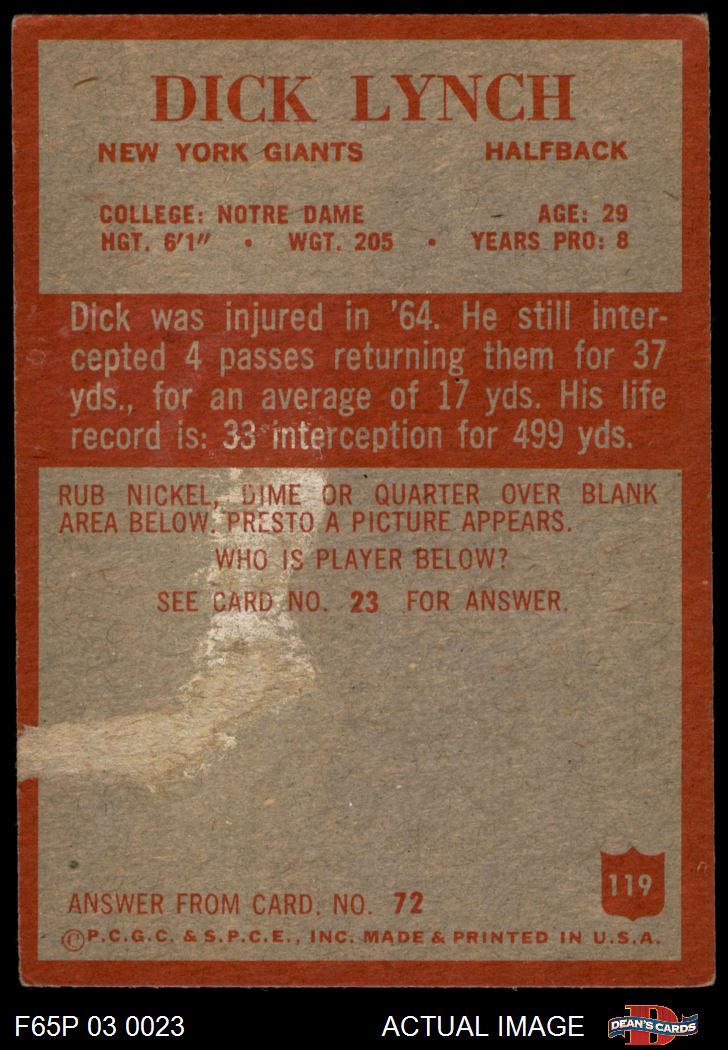 DICK LYNCH
NEW YORK GIANTS HALFBACK
COLLEGE: NOTRE DAME AGE: 29
HGT. 6'1" • WGT. 205 • YEARS PRO: 8
Dick was injured in '64. He still inter-
cepted 4 passes returning them for 37
yds., for an average of 17 yds. His life
record is: 33 interception for 499 yds.
RUB NICKEL, DIME OR QUARTER OVER BLANK
AREA BELOW. PRESTO A PICTURE APPEARS.
WHO IS PLAYER BELOW?
SEE CARD NO. 23 FOR ANSWER.
119
ANSWER FROM CARD. NO. 72
©P.C.G.C. & S.P.C.E., INC. MADE & PRINTED IN U.S.A.
F65P 03 0023 ACTUAL IMAGE DEAN'S CARDS